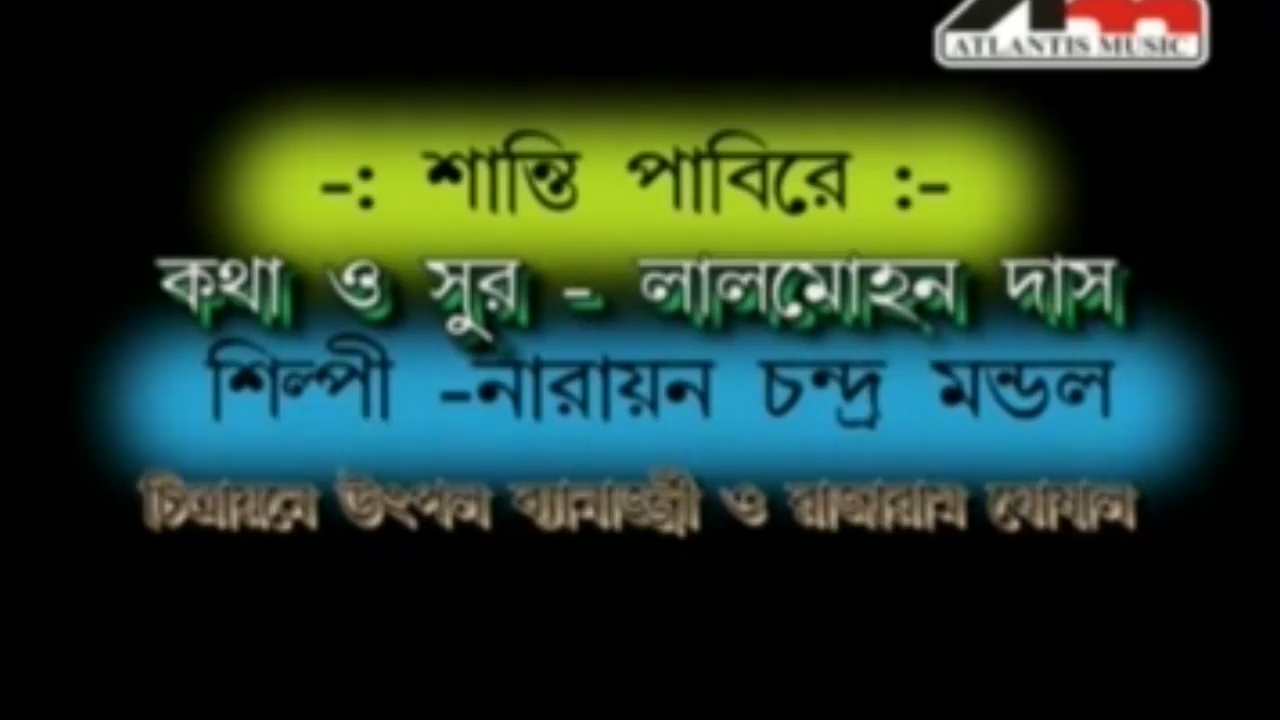 ATLANTIS MUSIC
-: শান্তি পাবিরে :-
কথা ও সুর - লালমোহন দাস
শিল্পী -নারায়ন চন্দ্র মন্ডল
চিত্রায়নে উৎপল ব্যানার্জ্জী ও রাজারাম ঘোষাল